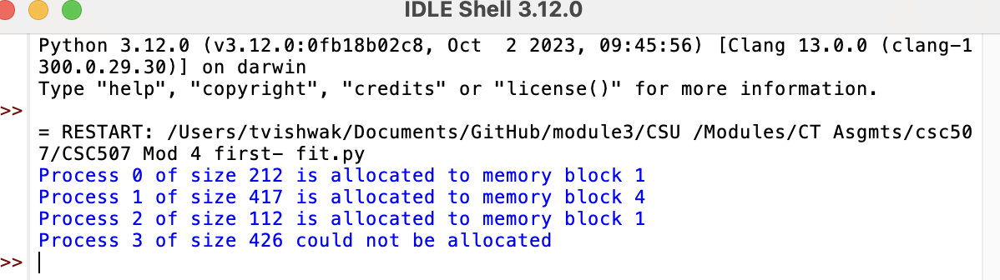 IDLE Shell 3.12.0
Python 3.12.0 (v3.12.0:0fb18b02c8, Oct  2 2023, 09:45:56) [Clang 13.0.0 (clang-1
300.0.29.30)] on darwin
Type "help", "copyright", "credits" or "license()" for more information.
>>
= RESTART: /Users/tvishwak/Documents/GitHub/module3/CSU /Modules/CT Asgmts/csc50
7/CSC507 Mod 4 first- fit.py
Process 0 of size 212 is allocated to memory block 1
Process 1 of size 417 is allocated to memory block 4
Process 2 of size 112 is allocated to memory block 1
Process 3 of size 426 could not be allocated
>>